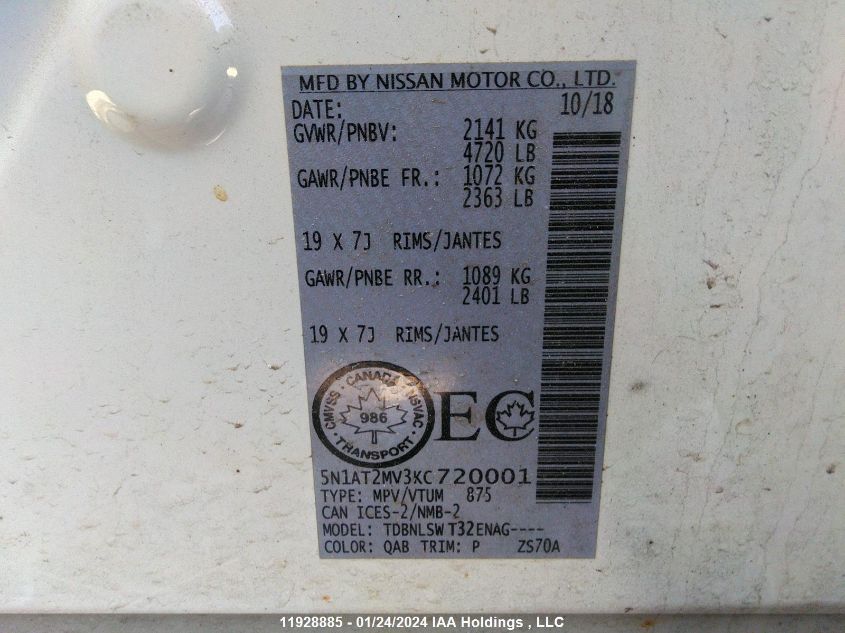 MFD BY NISSAN MOTOR CO., LTD.
DATE: 10/18
GVWR/PNBV: 2141 KG
4720 LB
GAWR/PNBE FR.: 1072 KG
2363 LB
19 X 7J RIMS/JANTES
GAWR/PNBE RR.: 1089 KG
2401 LB
19 X 7J RIMS/JANTES
CMVSS · CANADA · NSVAC
986
· TRANSPORT ·
EC
5N1AT2MV3KC720001
TYPE: MPV/VTUM 875
CAN ICES-2/NMB-2
MODEL: TDBNLSW T32ENAG----
COLOR: QAB TRIM: P ZS70A
11928885 - 01/24/2024 IAA Holdings , LLC